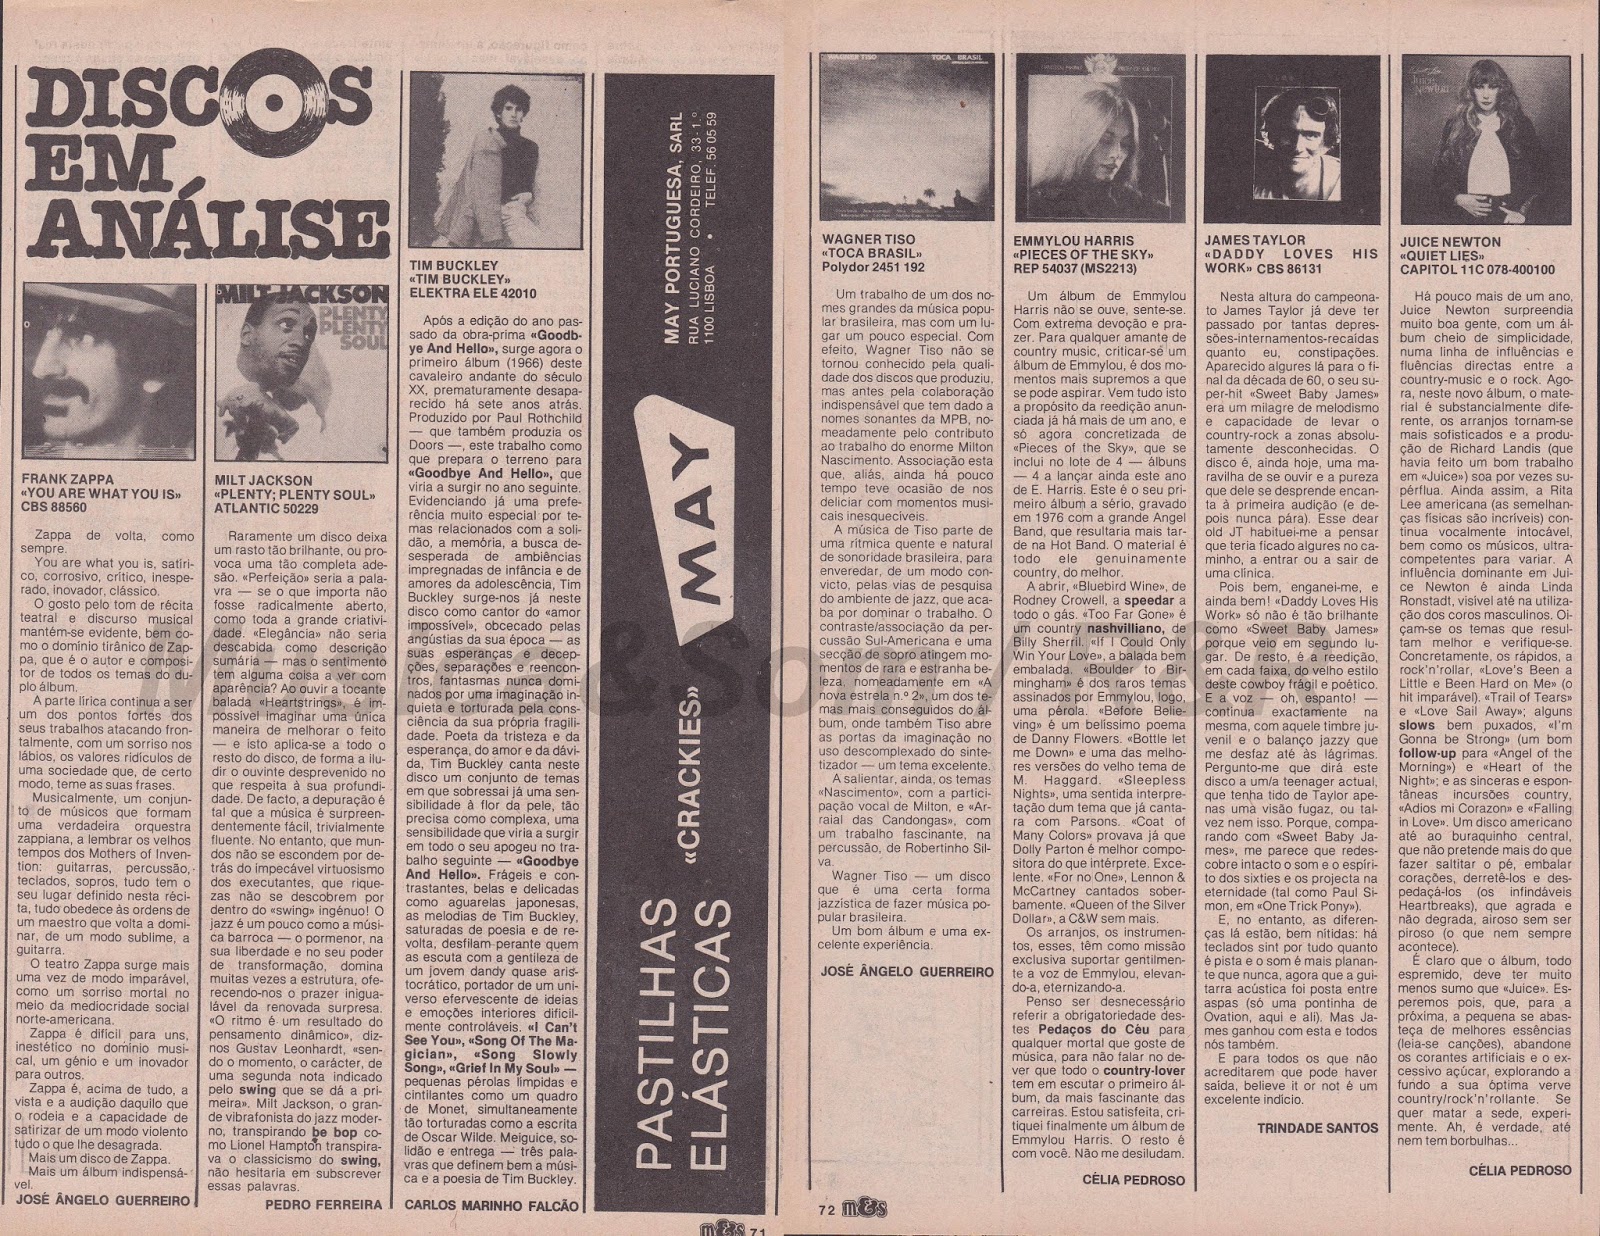 DISCOS
EM
ANÁLISE
FRANK ZAPPA
«YOU ARE WHAT YOU IS»
CBS 88560
Zappa de volta, como
sempre.
You are what you is, satíri-
co, corrosivo, crítico, inespe-
rado, inovador, clássico.
O gosto pelo tom de récita
teatral e discurso musical
mantém-se evidente, bem co-
mo o domínio tirânico de Zap-
pa, que é o autor e composi-
tor de todos os temas do du-
plo álbum.
A parte lírica continua a ser
um dos pontos fortes dos
seus trabalhos atacando fron-
talmente, com um sorriso nos
lábios, os valores ridículos de
uma sociedade que, de certo
modo, teme as suas frases.
Musicalmente, um conjun-
to de músicos que formam
uma verdadeira orquestra
zappiana, a lembrar os velhos
tempos dos Mothers of Inven-
tion: guitarras, percussão,
teclados, sopros, tudo tem o
seu lugar definido nesta réci-
ta, tudo obedece às ordens de
um maestro que volta a domi-
nar, de um modo sublime, a
guitarra.
O teatro Zappa surge mais
uma vez de modo imparável,
como um sorriso mortal no
meio da mediocridade social
norte-americana.
Zappa é difícil para uns,
inestético no domínio musi-
cal, um génio e um inovador
para outros.
Zappa é, acima de tudo, a
vista e a audição daquilo que
o rodeia e a capacidade de
satirizar de um modo violento
tudo o que lhe desagrada.
Mais um disco de Zappa.
Mais um álbum indispensá-
vel.
JOSÉ ÂNGELO GUERREIRO
MILT JACKSON
PLENTY
PLENTY
SOUL
MILT JACKSON
«PLENTY; PLENTY SOUL»
ATLANTIC 50229
Raramente um disco deixa
um rasto tão brilhante, ou pro-
voca uma tão completa ade-
são. «Perfeição» seria a pala-
vra — se o que importa não
fosse radicalmente aberto,
como toda a grande criativi-
dade. «Elegância» não seria
descabida como descrição
sumária — mas o sentimento
tem alguma coisa a ver com
aparência? Ao ouvir a tocante
balada «Heartstrings» é im-
possível imaginar uma única
maneira de melhorar o feito
— e isto aplica-se a todo o
resto do disco, de forma a ilu-
dir o ouvinte desprevenido no
que respeita à sua profundi-
dade. De facto, a depuração é
tal que a música é surpreen-
dentemente fácil, trivialmente
fluente. No entanto, que mun-
dos não se escondem por de-
trás do impecável virtuosismo
dos executantes, que rique-
zas não se descobrem por
dentro do «swing» ingénuo! O
jazz é um pouco como a músi-
ca barroca — o pormenor, na
sua liberdade e no seu poder
de transformação, domina
muitas vezes a estrutura, ofe-
recendo-nos o prazer inigua-
lável da renovada surpresa.
«O ritmo é um resultado do
pensamento dinâmico», diz-
nos Gustav Leonhardt, «sen-
do o momento, o carácter, de
uma segunda nota indicado
pelo swing que se dá a pri-
meira». Milt Jackson, o gran-
de vibrafonista do jazz moder-
no, transpirando be bop co-
mo Lionel Hampton transpira-
va o classicismo do swing,
não hesitaria em subscrever
essas palavras.
PEDRO FERREIRA
TIM BUCKLEY
«TIM BUCKLEY»
ELEKTRA ELE 42010
Após a edição do ano pas-
sado da obra-prima «Goodb-
ye And Hello», surge agora o
primeiro álbum (1966) deste
cavaleiro andante do século
XX, prematuramente desapa-
recido há sete anos atrás.
Produzido por Paul Rothchild
— que também produzia os
Doors —, este trabalho como
que prepara o terreno para
«Goodbye And Hello», que
viria a surgir no ano seguinte.
Evidenciando já uma prefe-
rência muito especial por te-
mas relacionados com a soli-
dão, a memória, a busca de-
sesperada de ambiências
impregnadas de infância e de
amores da adolescência, Tim
Buckley surge-nos já neste
disco como cantor do «amor
impossível», obcecado pelas
angústias da sua época — as
suas esperanças e decep-
ções, separações e reencon-
tros, fantasmas nunca domi-
nados por uma imaginação in-
quieta e torturada pela cons-
ciência da sua própria fragili-
dade. Poeta da tristeza e da
esperança, do amor e da dávi-
da, Tim Buckley canta neste
disco um conjunto de temas
em que sobressai já uma sen-
sibilidade à flor da pele, tão
precisa como complexa, uma
sensibilidade que viria a surgir
em todo o seu apogeu no tra-
balho seguinte — «Goodbye
And Hello». Frágeis e con-
trastantes, belas e delicadas
como aguarelas japonesas,
as melodias de Tim Buckley,
saturadas de poesia e de re-
volta, desfilam perante quem
as escuta com a gentileza de
um jovem dandy quase aris-
tocrático, portador de um uni-
verso efervescente de ideias
e emoções interiores dificil-
mente controláveis. «I Can't
See You», «Song Of The Ma-
gician», «Song Slowly
Song», «Grief In My Soul» —
pequenas pérolas límpidas e
cintilantes como um quadro
de Monet, simultaneamente
tão torturadas como a escrita
de Oscar Wilde. Meiguice, so-
lidão e entrega — três pala-
vras que definem bem a músi-
ca e a poesia de Tim Buckley.
CARLOS MARINHO FALCÃO
PASTILHAS
ELÁSTICAS
«CRACKIES»
MAY
MAY PORTUGUESA, SARL
RUA LUCIANO CORDEIRO, 33-1.º
1100 LISBOA • TELEF. 56 05 59
m&s 71
WAGNER TISO
TOCA BRASIL
WAGNER TISO
«TOCA BRASIL»
Polydor 2451 192
Um trabalho de um dos no-
mes grandes da música popu-
lar brasileira, mas com um lu-
gar um pouco especial. Com
efeito, Wagner Tiso não se
tornou conhecido pela quali-
dade dos discos que produziu,
mas antes pela colaboração
indispensável que tem dado a
nomes sonantes da MPB, no-
meadamente pelo contributo
ao trabalho do enorme Milton
Nascimento. Associação esta
que, aliás, ainda há pouco
tempo teve ocasião de nos
deliciar com momentos musi-
cais inesquecíveis.
A música de Tiso parte de
uma rítmica quente e natural
de sonoridade brasileira, para
enveredar, de um modo con-
victo, pelas vias de pesquisa
do ambiente de jazz, que aca-
ba por dominar o trabalho. O
contraste/associação da per-
cussão Sul-Americana e uma
secção de sopro atingem mo-
mentos de rara e estranha be-
leza, nomeadamente em «A
nova estrela n.º 2», um dos te-
mas mais conseguidos do ál-
bum, onde também Tiso abre
as portas da imaginação no
uso descomplexado do sinte-
tizador — um tema excelente.
A salientar, ainda, os temas
«Nascimento», com a partici-
pação vocal de Milton, e «Ar-
raial das Candongas», com
um trabalho fascinante, na
percussão, de Robertinho Sil-
va.
Wagner Tiso — um disco
que é uma certa forma
jazzística de fazer música po-
pular brasileira.
Um bom álbum e uma ex-
celente experiência.
JOSÉ ÂNGELO GUERREIRO
EMMYLOU HARRIS
«PIECES OF THE SKY»
REP 54037 (MS2213)
Um álbum de Emmylou
Harris não se ouve, sente-se.
Com extrema devoção e pra-
zer. Para qualquer amante de
country music, criticar-se um
álbum de Emmylou, é dos mo-
mentos mais supremos a que
se pode aspirar. Vem tudo isto
a propósito da reedição anun-
ciada já há mais de um ano, e
só agora concretizada de
«Pieces of the Sky», que se
inclui no lote de 4 — álbuns
— 4 a lançar ainda este ano
de E. Harris. Este é o seu pri-
meiro álbum a sério, gravado
em 1976 com a grande Angel
Band, que resultaria mais tar-
de na Hot Band. O material é
todo ele genuinamente
country, do melhor.
A abrir, «Bluebird Wine», de
Rodney Crowell, a speedar a
todo o gás. «Too Far Gone» é
um country nashvilliano, de
Billy Sherill, «If I Could Only
Win Your Love», a balada bem
embalada. «Boulder to Bir-
mingham» é dos raros temas
assinados por Emmylou, logo,
uma pérola. «Before Belie-
ving» é um belíssimo poema
de Danny Flowers. «Bottle let
me Down» e uma das melho-
res versões do velho tema de
M. Haggard. «Sleepless
Nights», uma sentida interpre-
tação dum tema que já canta-
ra com Parsons. «Coat of
Many Colors» provava já que
Dolly Parton é melhor compo-
sitora do que intérprete. Exce-
lente. «For no One», Lennon &
McCartney cantados sober-
bamente. «Queen of the Silver
Dollar», a C&W sem mais.
Os arranjos, os instrumen-
tos, esses, têm como missão
exclusiva suportar gentilmen-
te a voz de Emmylou, elevan-
do-a, eternizando-a.
Penso ser desnecessário
referir a obrigatoriedade des-
tes Pedaços do Céu para
qualquer mortal que goste de
música, para não falar no de-
ver que todo o country-lover
tem em escutar o primeiro ál-
bum, da mais fascinante das
carreiras. Estou satisfeita, cri-
tiquei finalmente um álbum de
Emmylou Harris. O resto é
com você. Não me desiludam.
CÉLIA PEDROSO
JAMES TAYLOR
«DADDY LOVES HIS
WORK» CBS 86131
Nesta altura do campeona-
to James Taylor já deve ter
passado por tantas depres-
sões-internamentos-recaídas
quanto eu, constipações.
Aparecido algures lá para o fi-
nal da década de 60, o seu su-
per-hit «Sweet Baby James»
era um milagre de melodismo
e capacidade de levar o
country-rock a zonas absolu-
tamente desconhecidas. O
disco é, ainda hoje, uma ma-
ravilha de se ouvir e a pureza
que dele se desprende encan-
ta à primeira audição (e de-
pois nunca pára). Esse dear
old JT habituei-me a pensar
que teria ficado algures no ca-
minho, a entrar ou a sair de
uma clínica.
Pois bem, enganei-me, e
ainda bem! «Daddy Loves His
Work» só não é tão brilhante
como «Sweet Baby James»
porque veio em segundo lu-
gar. De resto, é a reedição,
em cada faixa, do velho estilo
deste cowboy frágil e poético.
E a voz — oh, espanto! —
continua exactamente na
mesma, com aquele timbre ju-
venil e o balanço jazzy que
me desfaz até às lágrimas.
Pergunto-me que dirá este
disco a um/a teenager actual,
que tenha tido de Taylor ape-
nas uma visão fugaz, ou tal-
vez nem isso. Porque, compa-
rando com «Sweet Baby Ja-
mes», me parece que redes-
cobre intacto o som e o espíri-
to dos sixties e os projecta na
eternidade (tal como Paul Si-
mon, em «One Trick Pony»).
E, no entanto, as diferen-
ças lá estão, bem nítidas: há
teclados sint por tudo quanto
é pista e o som é mais planan-
te que nunca, agora que a gui-
tarra acústica foi posta entre
aspas (só uma pontinha de
Ovation, aqui e ali). Mas Ja-
mes ganhou com esta e todos
nós também.
E para todos os que não
acreditarem que pode haver
saída, believe it or not é um
excelente indício.
TRINDADE SANTOS
Juice
Newton
JUICE NEWTON
«QUIET LIES»
CAPITOL 11C 078-400100
Há pouco mais de um ano,
Juice Newton surpreendia
muito boa gente, com um ál-
bum cheio de simplicidade,
numa linha de influências e in-
fluências directas entre a
country-music e o rock. Ago-
ra, neste novo álbum, o mate-
rial é substancialmente dife-
rente, os arranjos tornam-se
mais sofisticados e a produ-
ção de Richard Landis (que
havia feito um bom trabalho
em «Juice») soa por vezes su-
pérflua. Ainda assim, a Rita
Lee americana (as semelhan-
ças físicas são incríveis) con-
tinua vocalmente intocável,
bem como os músicos, ultra-
competentes para variar. A
influência dominante em Jui-
ce Newton é ainda Linda
Ronstadt, visível até na utiliza-
ção dos coros masculinos. Oi-
çam-se os temas que resul-
tam melhor e verifique-se.
Concretamente, os rápidos, a
rock'n'rollar, «Love's Been a
Little e Been Hard on Me» (o
hit imparável). «Trail of Tears»
e «Love Sail Away»; alguns
slows bem puxados, «I'm
Gonna be Strong» (um bom
follow-up para «Angel of the
Morning») e «Heart of the
Night»; e as sinceras e espon-
tâneas incursões country,
«Adios mi Corazon» e «Falling
in Love». Um disco americano
até ao buraquinho central,
que não pretende mais do que
fazer saltitar o pé, embalar
corações, derretê-los e des-
pedaçá-los (os infindáveis
Heartbreaks), que agrada e
não degrada, airoso sem ser
piroso (o que nem sempre
acontece).
É claro que o álbum, todo
espremido, deve ter muito
menos sumo que «Juice». Es-
peremos pois, que, para a
próxima, a pequena se abas-
teça de melhores essências
(leia-se canções), abandone
os corantes artificiais e o ex-
cessivo açúcar, explorando a
fundo a sua óptima verve
country/rock'n'rollante. Se
quer matar a sede, experi-
mente. Ah, é verdade, até
nem tem borbulhas...
CÉLIA PEDROSO
72 m&s